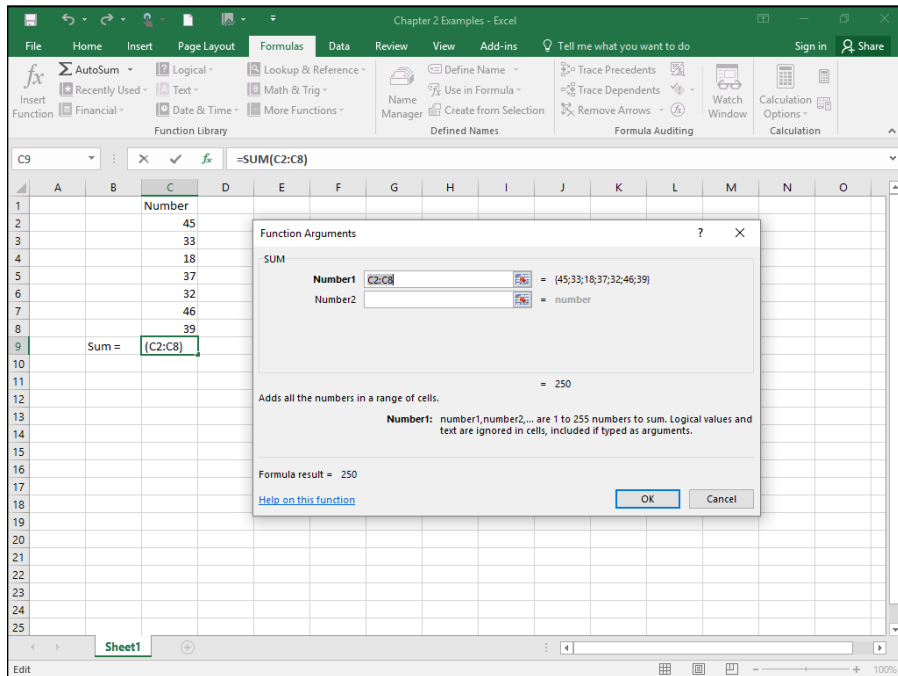 Chapter 2 Examples - Excel
File Home Insert Page Layout Formulas Data Review View Add-ins Tell me what you want to do Sign in Share
fx Insert Function
Σ AutoSum
Recently Used
Financial
Logical
Text
Date & Time
Lookup & Reference
Math & Trig
More Functions
Function Library
Name Manager
Define Name
Use in Formula
Create from Selection
Defined Names
Trace Precedents
Trace Dependents
Remove Arrows
fx
Watch Window
Formula Auditing
Calculation Options
Calculation
C9 fx =SUM(C2:C8)
A B C D E F G H I J K L M N O
1 Number
2 45
3 33
4 18
5 37
6 32
7 46
8 39
9 Sum = (C2:C8)
10
11
12
13
14
15
16
17
18
19
20
21
22
23
24
25
Function Arguments ? ×
SUM
Number1 C2:C8 = {45;33;18;37;32;46;39}
Number2 = number
= 250
Adds all the numbers in a range of cells.
Number1: number1,number2,... are 1 to 255 numbers to sum. Logical values and
text are ignored in cells, included if typed as arguments.
Formula result = 250
Help on this function OK Cancel
Sheet1
Edit 100%